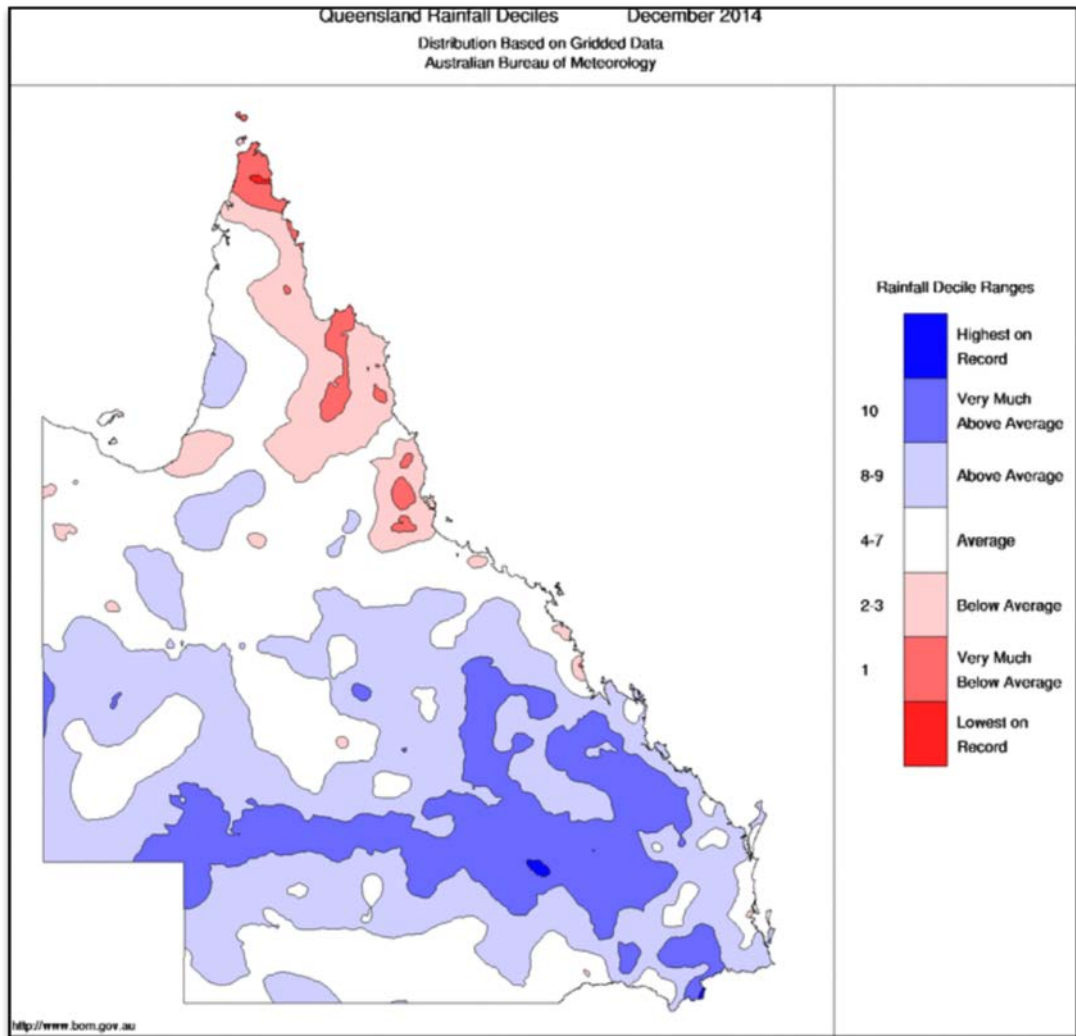 Queensland Rainfall Deciles December 2014
Distribution Based on Gridded Data
Australian Bureau of Meteorology
Rainfall Decile Ranges
Highest on
Record
10 Very Much
Above Average
8-9 Above Average
4-7 Average
2-3 Below Average
1 Very Much
Below Average
Lowest on
Record
http://www.bom.gov.au